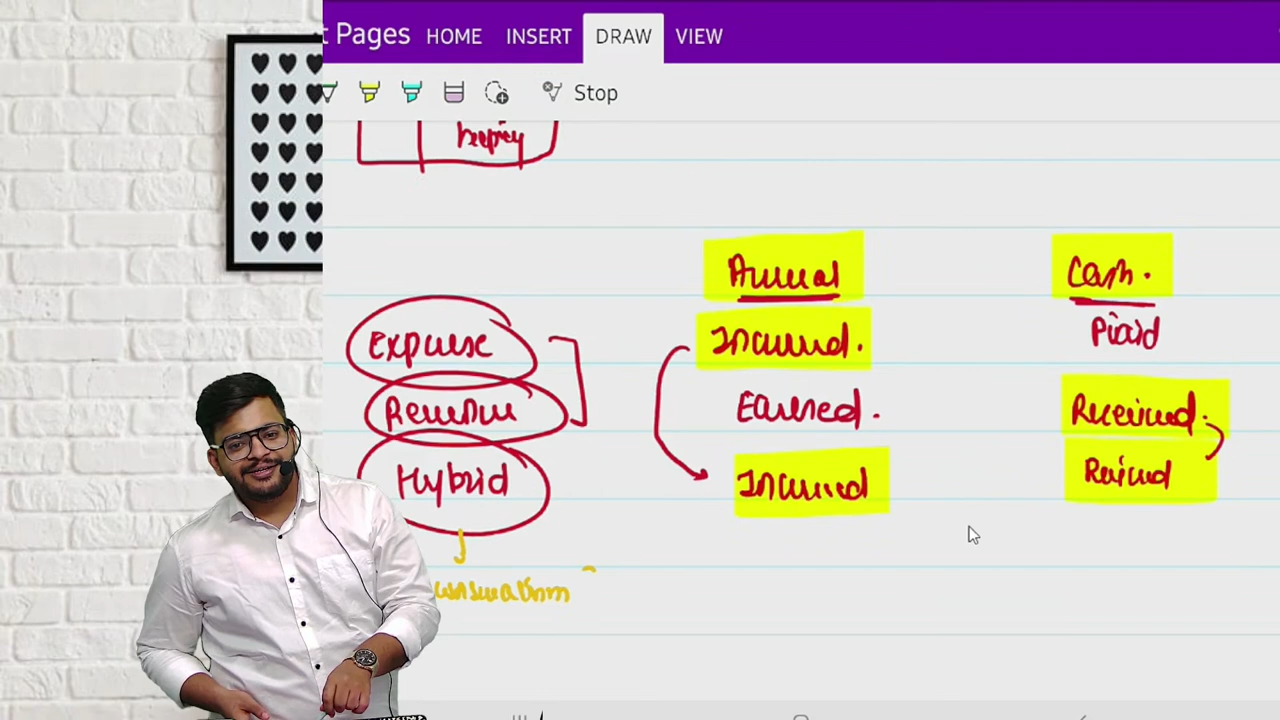 t Pages HOME INSERT DRAW VIEW
Stop
Accrual Cash.
Expense Incurred. Paid
Revenue Earned. Received.
Hybrid Incurred Received